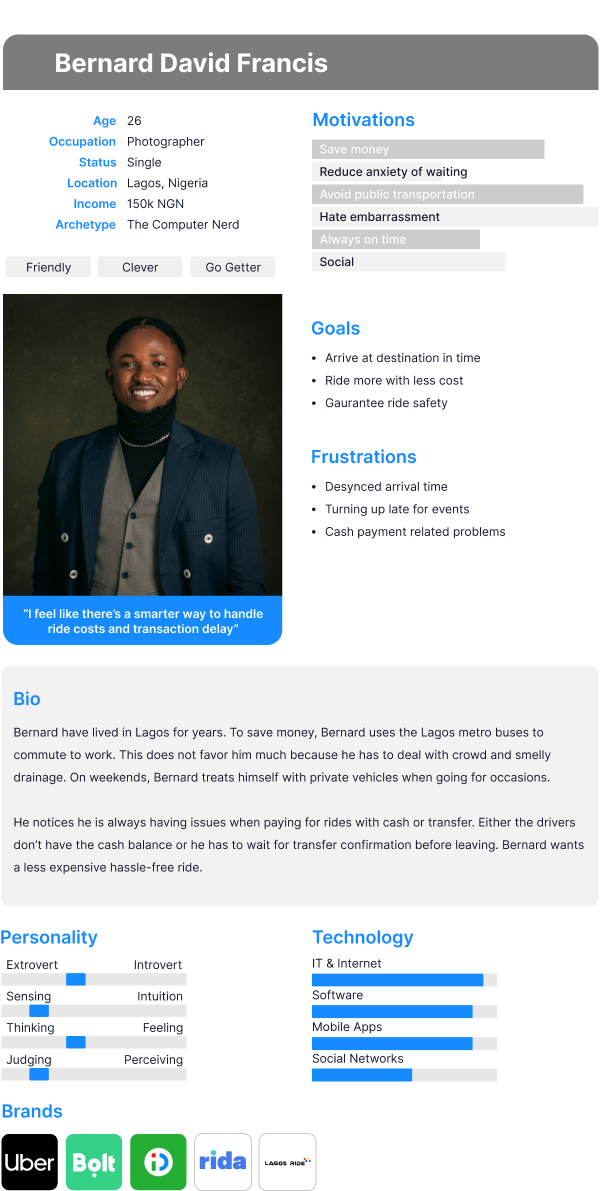 Bernard David Francis
Age 26
Occupation Photographer
Status Single
Location Lagos, Nigeria
Income 150k NGN
Archetype The Computer Nerd
Friendly Clever Go Getter
“I feel like there’s a smarter way to handle
ride costs and transaction delay”
Motivations
Save money
Reduce anxiety of waiting
Avoid public transportation
Hate embarrassment
Always on time
Social
Goals
• Arrive at destination in time
• Ride more with less cost
• Gaurantee ride safety
Frustrations
• Desynced arrival time
• Turning up late for events
• Cash payment related problems
Bio
Bernard have lived in Lagos for years. To save money, Bernard uses the Lagos metro buses to
commute to work. This does not favor him much because he has to deal with crowd and smelly
drainage. On weekends, Bernard treats himself with private vehicles when going for occasions.
He notices he is always having issues when paying for rides with cash or transfer. Either the drivers
don’t have the cash balance or he has to wait for transfer confirmation before leaving. Bernard wants
a less expensive hassle-free ride.
Personality
Extrovert Introvert
Sensing Intuition
Thinking Feeling
Judging Perceiving
Technology
IT & Internet
Software
Mobile Apps
Social Networks
Brands
Uber Bolt iD rida LAGOS RIDE